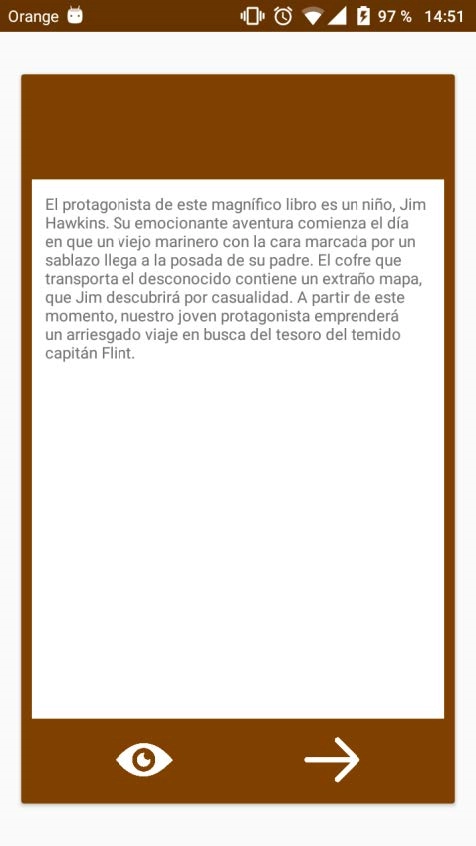 Orange 97 % 14:51
El protagonista de este magnífico libro es un niño, Jim
Hawkins. Su emocionante aventura comienza el día
en que un viejo marinero con la cara marcada por un
sablazo llega a la posada de su padre. El cofre que
transporta el desconocido contiene un extraño mapa,
que Jim descubrirá por casualidad. A partir de este
momento, nuestro joven protagonista emprenderá
un arriesgado viaje en busca del tesoro del temido
capitán Flint.